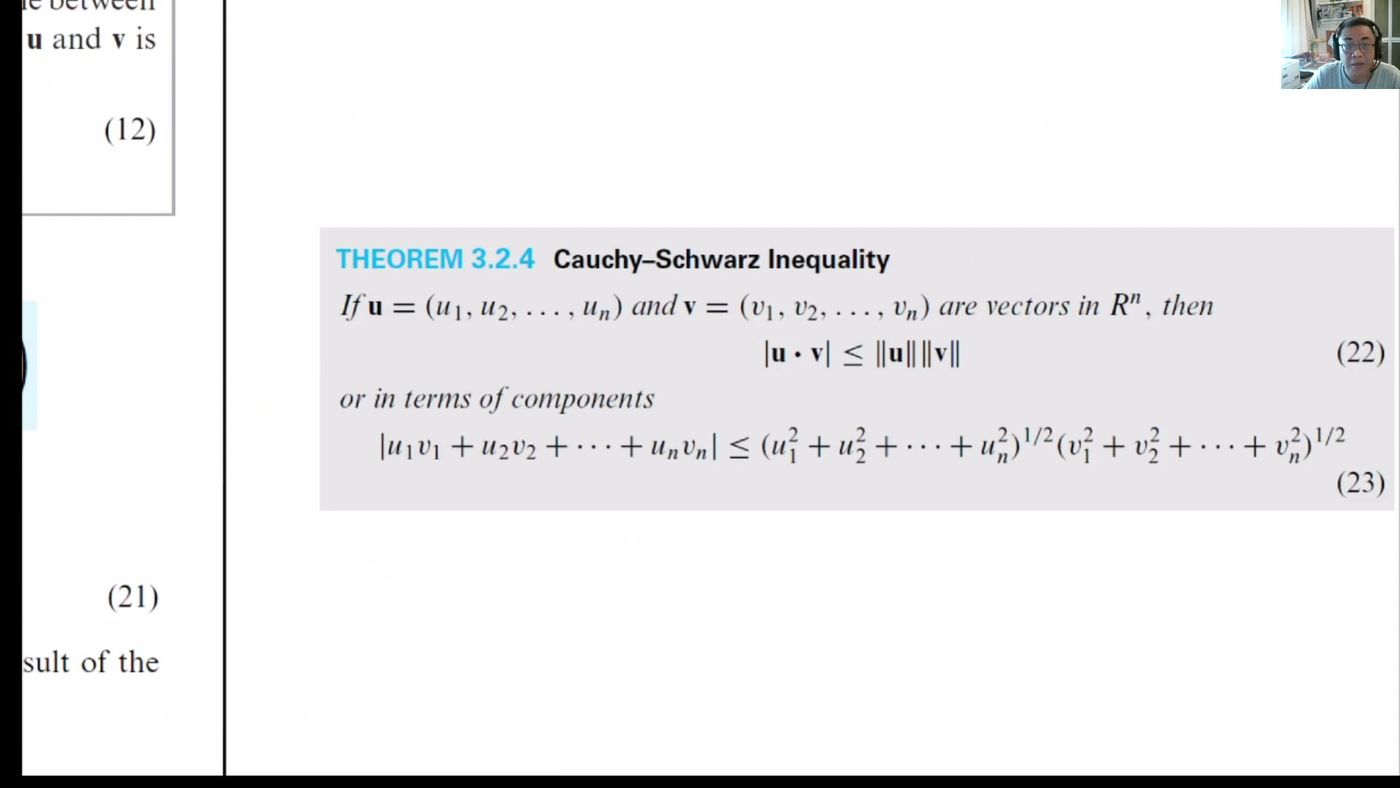 le between
u and v is
(12)
(21)
sult of the
THEOREM 3.2.4 Cauchy–Schwarz Inequality
If u = (u₁, u₂, . . . , uₙ) and v = (v₁, v₂, . . . , vₙ) are vectors in Rⁿ, then
|u · v| ≤ ‖u‖‖v‖ (22)
or in terms of components
|u₁v₁ + u₂v₂ + · · · + uₙvₙ| ≤ (u₁² + u₂² + · · · + uₙ²)^1/2(v₁² + v₂² + · · · + vₙ²)^1/2
(23)